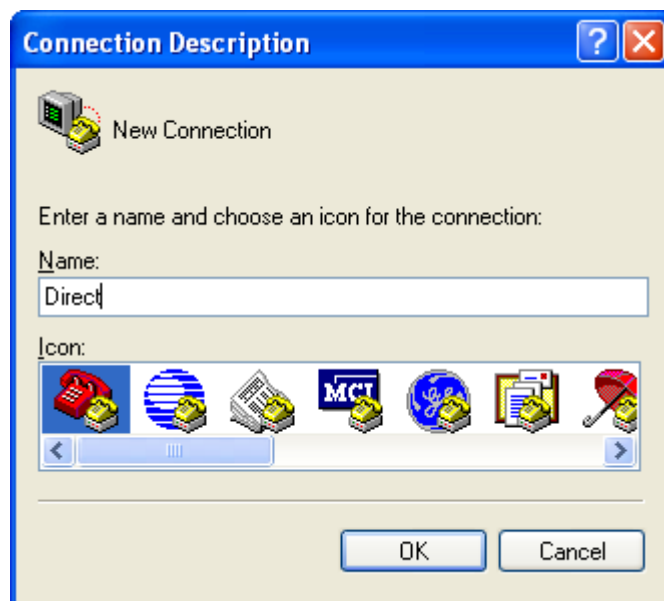 Connection Description
New Connection
Enter a name and choose an icon for the connection:
Name:
Direct
Icon:
MCI
OK Cancel